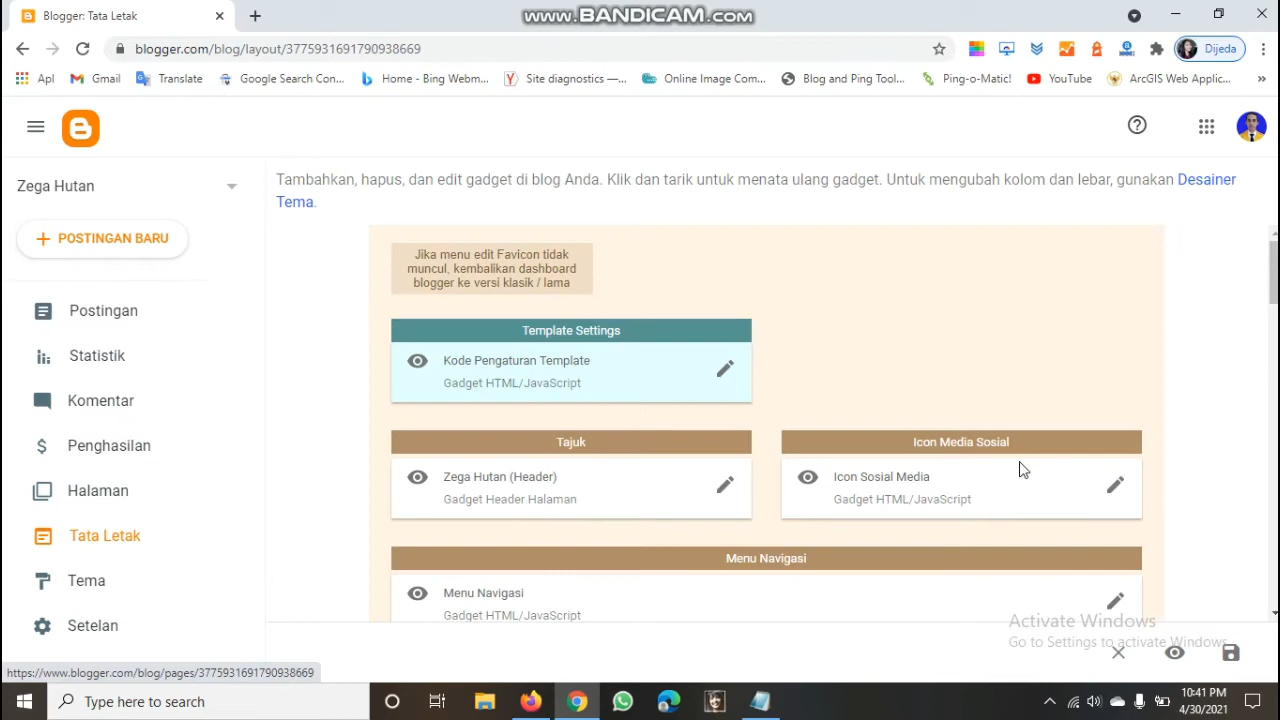 Blogger: Tata Letak
www.BANDICAM.com
blogger.com/blog/layout/3775931691790938669
Dijeda
Apl
Gmail
Translate
Google Search Con...
Home - Bing Webm...
Site diagnostics —...
Online Image Com...
Blog and Ping Tool...
Ping-o-Matic!
YouTube
ArcGIS Web Applic...
»
Zega Hutan
POSTINGAN BARU
Postingan
Statistik
Komentar
Penghasilan
Halaman
Tata Letak
Tema
Setelan
Tambahkan, hapus, dan edit gadget di blog Anda. Klik dan tarik untuk menata ulang gadget. Untuk mengubah kolom dan lebar, gunakan Desainer
Tema.
Jika menu edit Favicon tidak
muncul, kembalikan dashboard
blogger ke versi klasik / lama
Template Settings
Kode Pengaturan Template
Gadget HTML/JavaScript
Tajuk
Zega Hutan (Header)
Gadget Header Halaman
Icon Media Sosial
Icon Sosial Media
Gadget HTML/JavaScript
Menu Navigasi
Menu Navigasi
Gadget HTML/JavaScript
Activate Windows
Go to Settings to activate Windows.
https://www.blogger.com/blog/pages/3775931691790938669
Type here to search
10:41 PM
4/30/2021